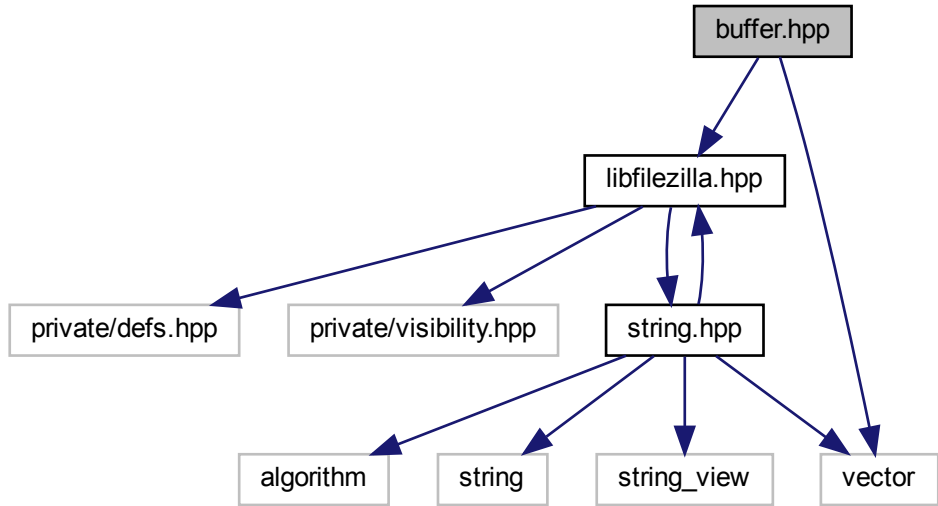 buffer.hpp
libfilezilla.hpp
private/defs.hpp
private/visibility.hpp
string.hpp
algorithm
string
string_view
vector